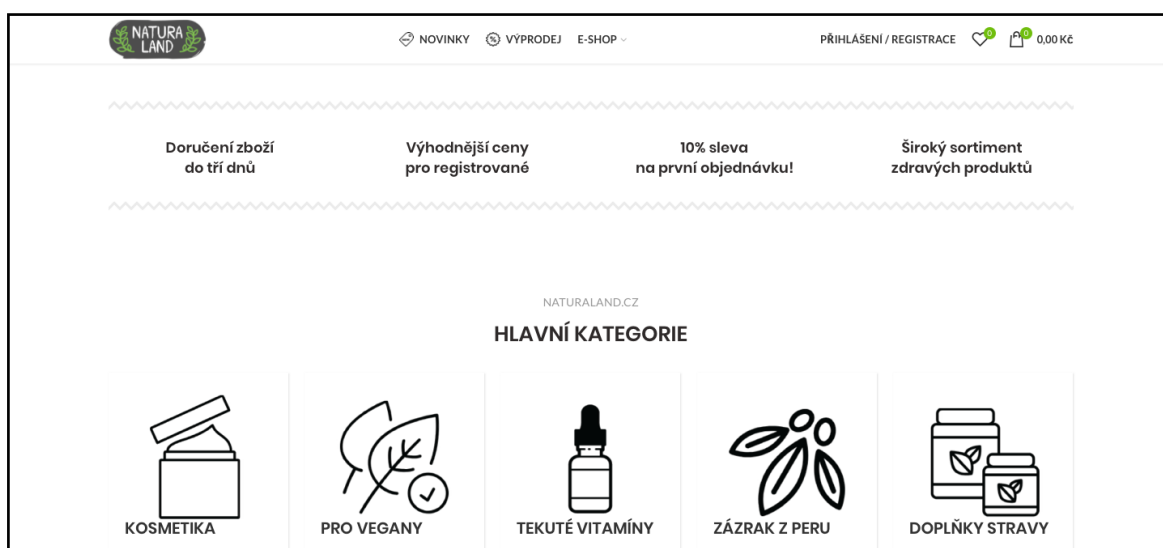 NATURA
LAND
NOVINKY VÝPRODEJ E-SHOP PŘIHLÁŠENÍ / REGISTRACE 0 0 0,00 Kč
Doručení zboží
do tří dnů
Výhodnější ceny
pro registrované
10% sleva
na první objednávku!
Široký sortiment
zdravých produktů
NATURALAND.CZ
HLAVNÍ KATEGORIE
KOSMETIKA
PRO VEGANY
TEKUTÉ VITAMÍNY
ZÁZRAK Z PERU
DOPLŇKY STRAVY